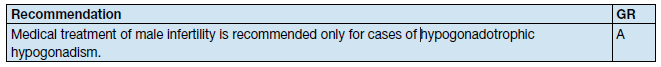 Recommendation GR
Medical treatment of male infertility is recommended only for cases of hypogonadotrophic A
hypogonadism.